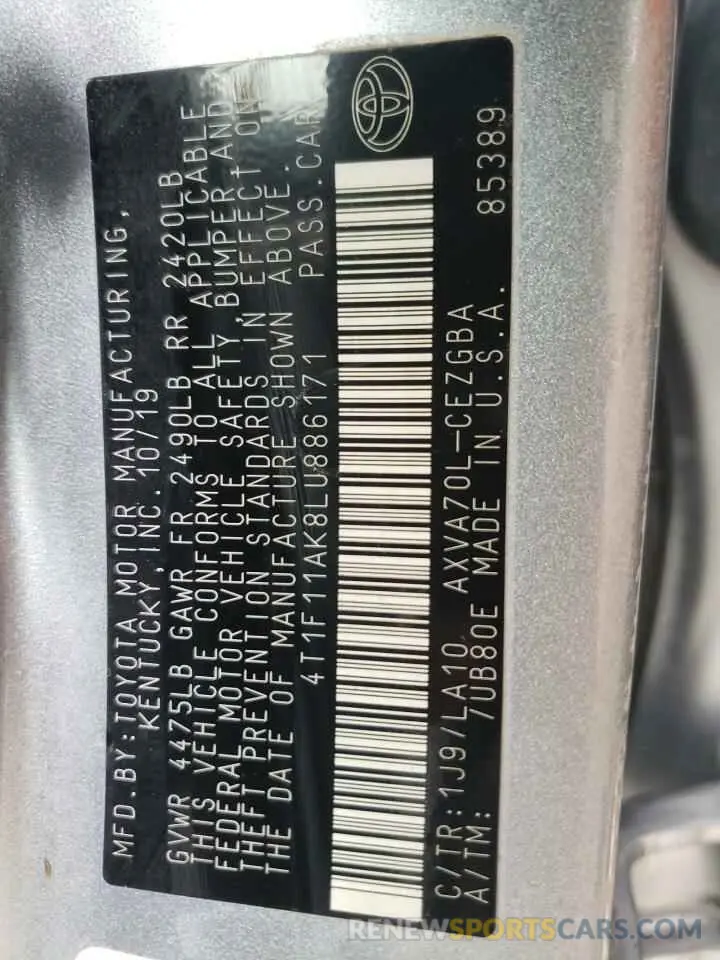 MFD.BY:TOYOTA MOTOR MANUFACTURING,
KENTUCKY,INC. 10/19
GVWR 4475LB GAWR FR 2490LB RR 2420LB
THIS VEHICLE CONFORMS TO ALL APPLICABLE
FEDERAL MOTOR VEHICLE SAFETY,BUMPER AND
THEFT PREVENTION STANDARDS IN EFFECT ON
THE DATE OF MANUFACTURE SHOWN ABOVE.
4T1F11AK8LU886171 PASS.CAR
C/TR:1J9/LA10 AXVA70L-CEZGBA
A/TM: /UB80E MADE IN U.S.A. 85389
RENEWSPORTSCARS.COM